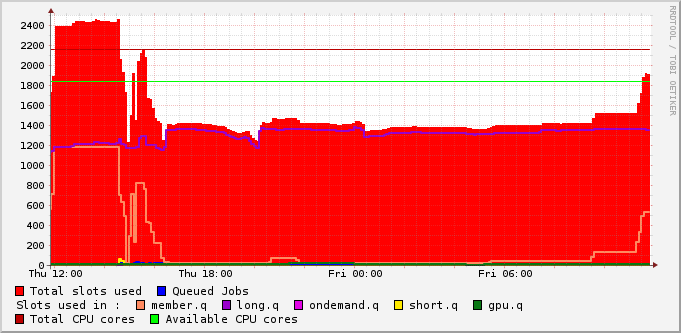 2400
2200
2000
1800
1600
1400
1200
1000
800
600
400
200
0
Thu 12:00 Thu 18:00 Fri 00:00 Fri 06:00
Total slots used Queued Jobs
Slots used in : member.q long.q ondemand.q short.q gpu.q
Total CPU cores Available CPU cores
RRDTOOL / TOBI OETIKER